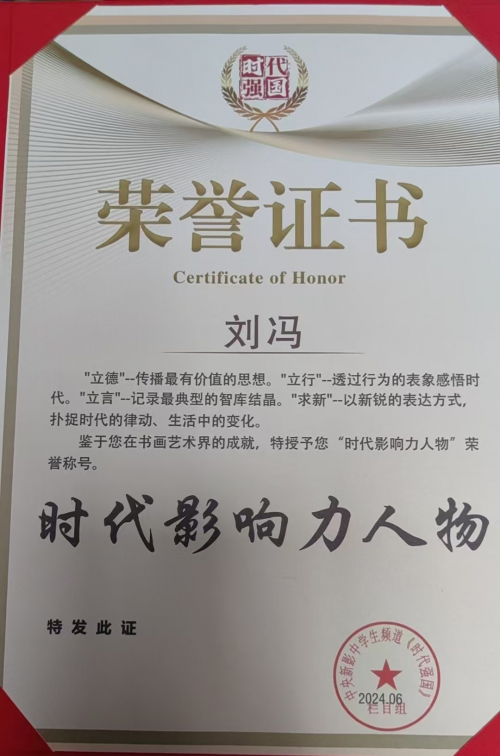 时代
强国
荣誉证书
Certificate of Honor
刘冯
"立德"--传播最有价值的思想。"立行"--透过行为的表象感悟时
代。"立言"--记录最典型的智库结晶。"求新"--以新锐的表达方式，
扑捉时代的律动、生活中的变化。
鉴于您在书画艺术界的成就，特授予您“时代影响力人物”荣
誉称号。
时代影响力人物
特发此证
中央新影中学生频道《时代强国》
2024.06
栏目组